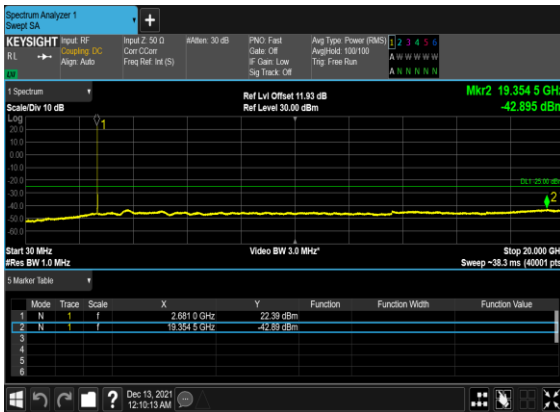 Spectrum Analyzer 1
Swept SA
KEYSIGHT Input: RF Input Z: 50 Ω #Atten: 30 dB PNO: Fast Avg Type: Power (RMS) 1 2 3 4 5 6
RL Coupling: DC Corr CCorr Gate: Off Avg|Hold: 100/100 A W W W W W
Align: Auto Freq Ref: Int (S) IF Gain: Low Trig: Free Run
Sig Track: Off A N N N N N
1 Spectrum Ref Lvl Offset 11.93 dB Mkr2 19.354 5 GHz
Scale/Div 10 dB Ref Level 30.00 dBm -42.895 dBm
Log
20.0
10.0
0.00
-10.0
-20.0
-30.0
-40.0
-50.0
-60.0
1
2
Start 30 MHz Video BW 3.0 MHz* Stop 20.000 GHz
#Res BW 1.0 MHz Sweep ~38.3 ms (40001 pts
5 Marker Table
Mode Trace Scale X Y Function Function Width Function Value
1 N 1 f 2.681 0 GHz 22.39 dBm
2 N 1 f 19.354 5 GHz -42.89 dBm
3
4
5
6
? Dec 13, 2021
12:10:13 AM